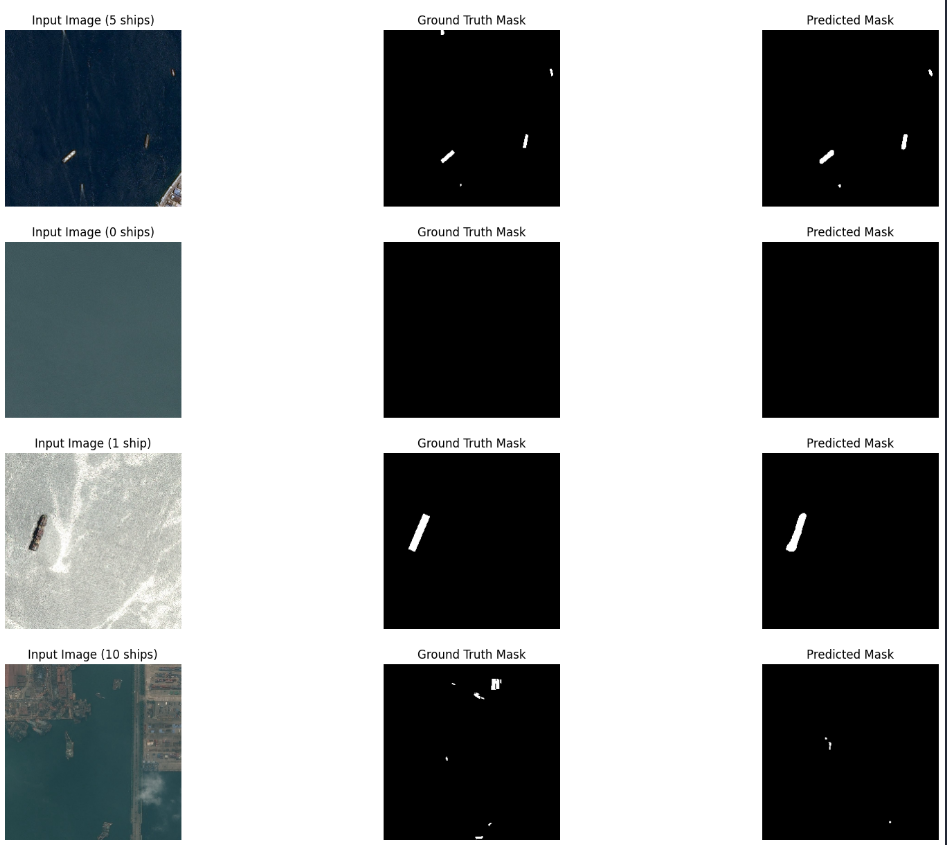 Input Image (5 ships)
Ground Truth Mask
Predicted Mask
Input Image (0 ships)
Ground Truth Mask
Predicted Mask
Input Image (1 ship)
Ground Truth Mask
Predicted Mask
Input Image (10 ships)
Ground Truth Mask
Predicted Mask